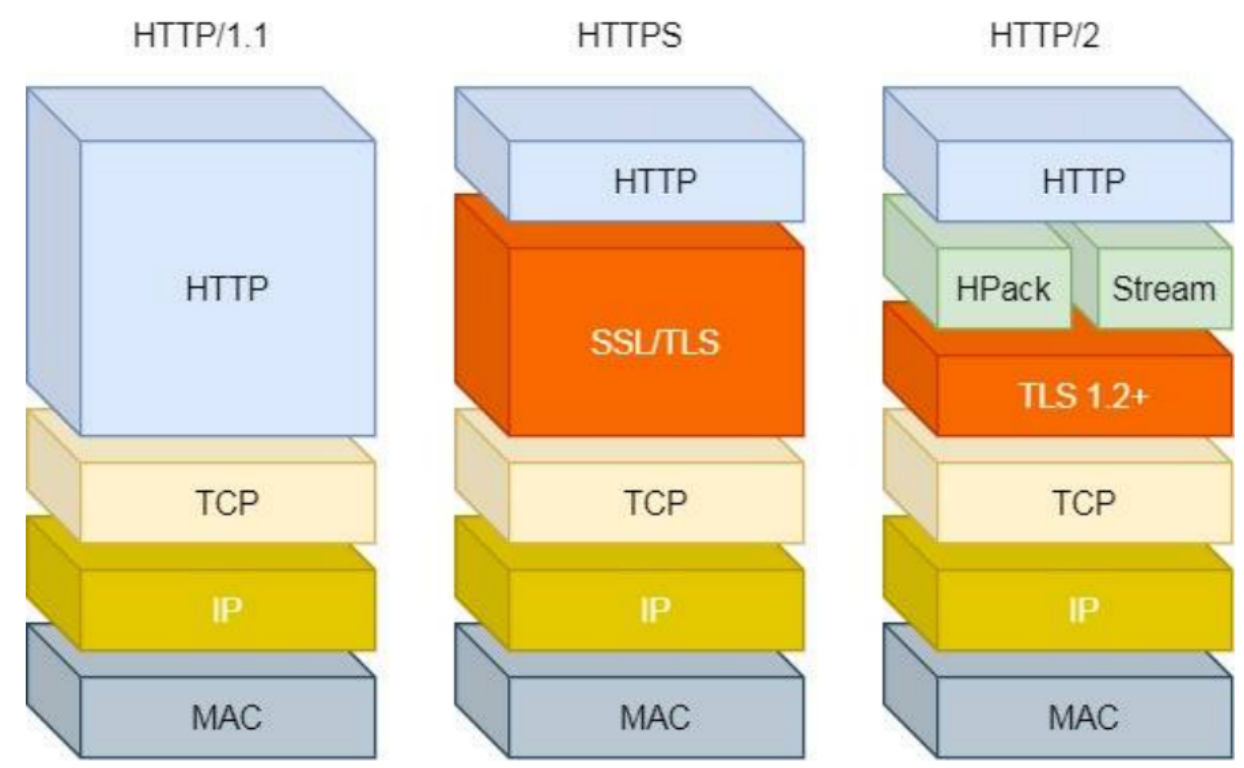 HTTP/1.1
HTTP
TCP
IP
MAC
HTTPS
HTTP
SSL/TLS
TCP
IP
MAC
HTTP/2
HTTP
HPack
Stream
TLS 1.2+
TCP
IP
MAC